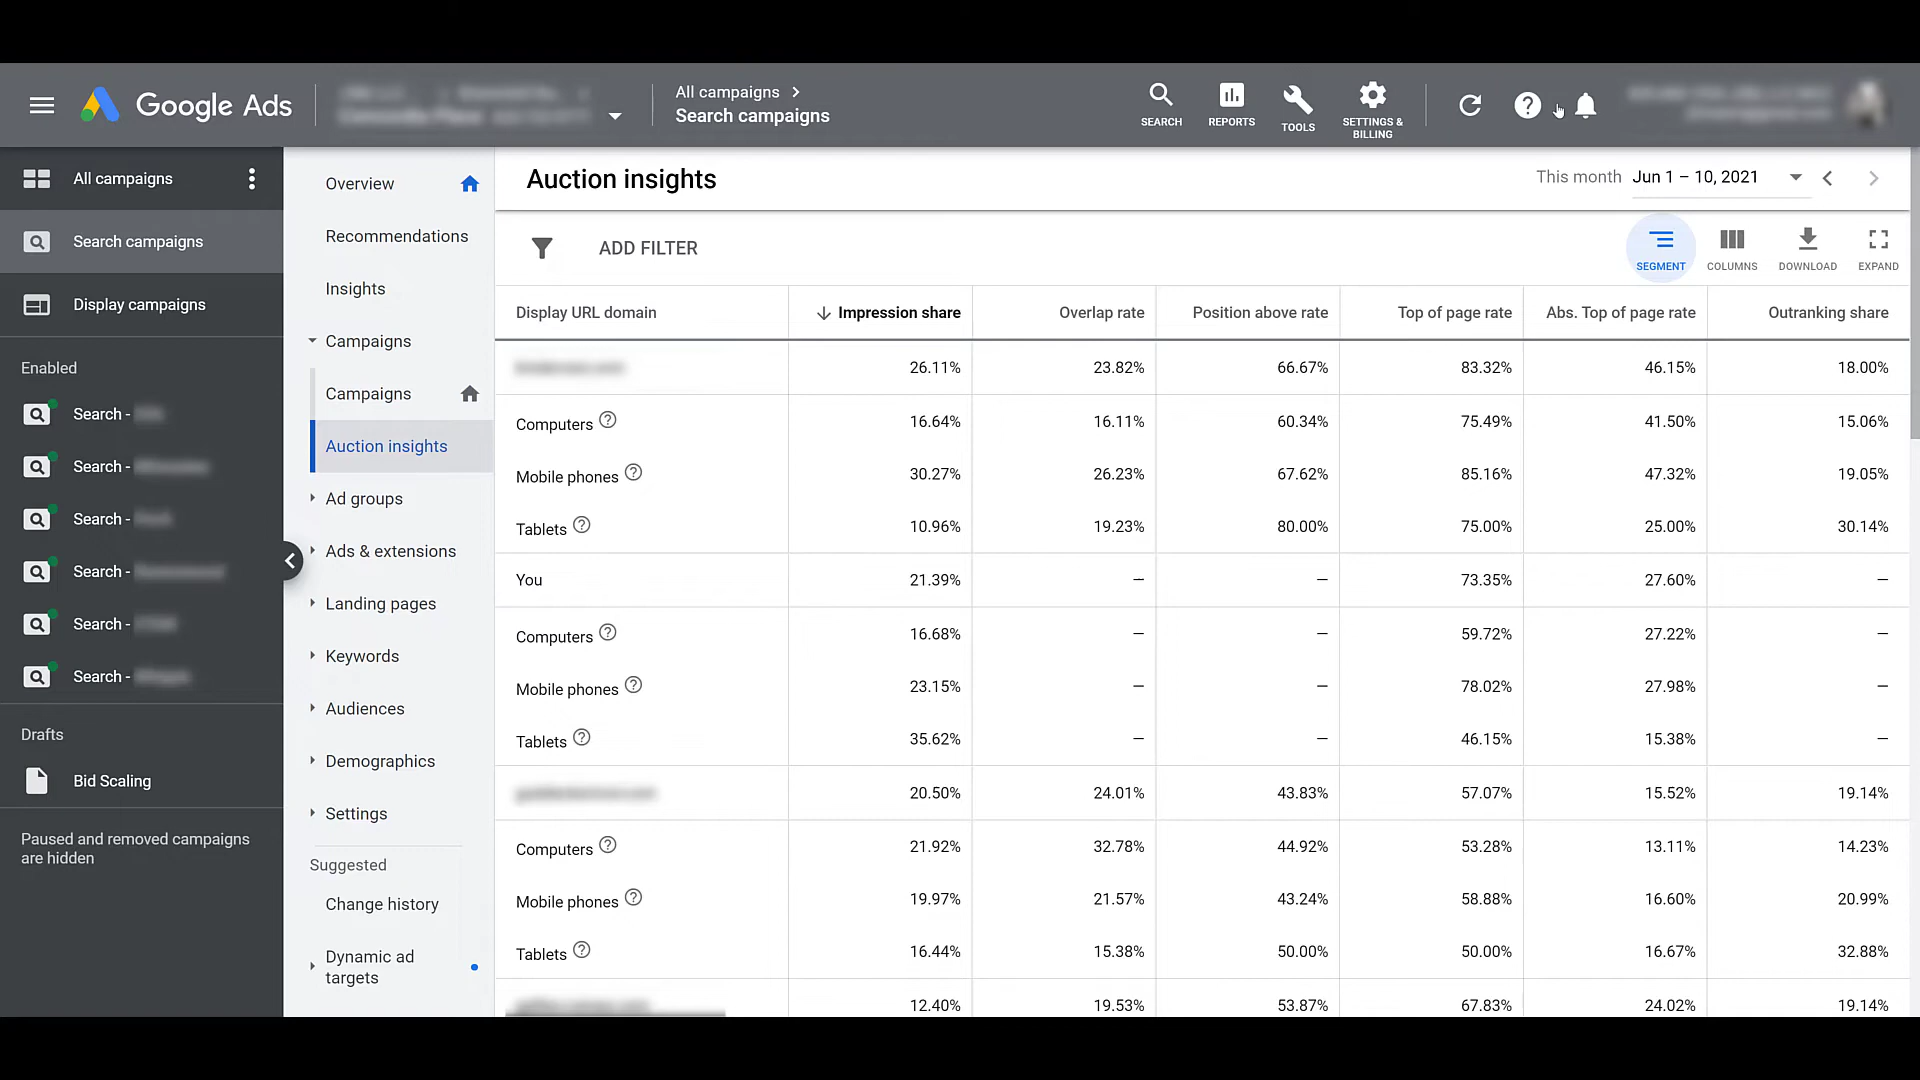 Google Ads
All campaigns
Search campaigns
SEARCH
REPORTS
TOOLS
SETTINGS &
BILLING
All campaigns
Search campaigns
Display campaigns
Enabled
Search -
Search -
Search -
Search -
Search -
Search -
Drafts
Bid Scaling
Paused and removed campaigns
are hidden
Overview
Recommendations
Insights
Campaigns
Campaigns
Auction insights
Ad groups
Ads & extensions
Landing pages
Keywords
Audiences
Demographics
Settings
Suggested
Change history
Dynamic ad
targets
Auction insights
This month Jun 1 – 10, 2021
ADD FILTER
SEGMENT
COLUMNS
DOWNLOAD
EXPAND
Display URL domain Impression share Overlap rate Position above rate Top of page rate Abs. Top of page rate Outranking share
26.11% 23.82% 66.67% 83.32% 46.15% 18.00%
Computers 16.64% 16.11% 60.34% 75.49% 41.50% 15.06%
Mobile phones 30.27% 26.23% 67.62% 85.16% 47.32% 19.05%
Tablets 10.96% 19.23% 80.00% 75.00% 25.00% 30.14%
You 21.39% — — 73.35% 27.60% —
Computers 16.68% — — 59.72% 27.22% —
Mobile phones 23.15% — — 78.02% 27.98% —
Tablets 35.62% — — 46.15% 15.38% —
20.50% 24.01% 43.83% 57.07% 15.52% 19.14%
Computers 21.92% 32.78% 44.92% 53.28% 13.11% 14.23%
Mobile phones 19.97% 21.57% 43.24% 58.88% 16.60% 20.99%
Tablets 16.44% 15.38% 50.00% 50.00% 16.67% 32.88%
12.40% 19.53% 53.87% 67.83% 24.02% 19.14%